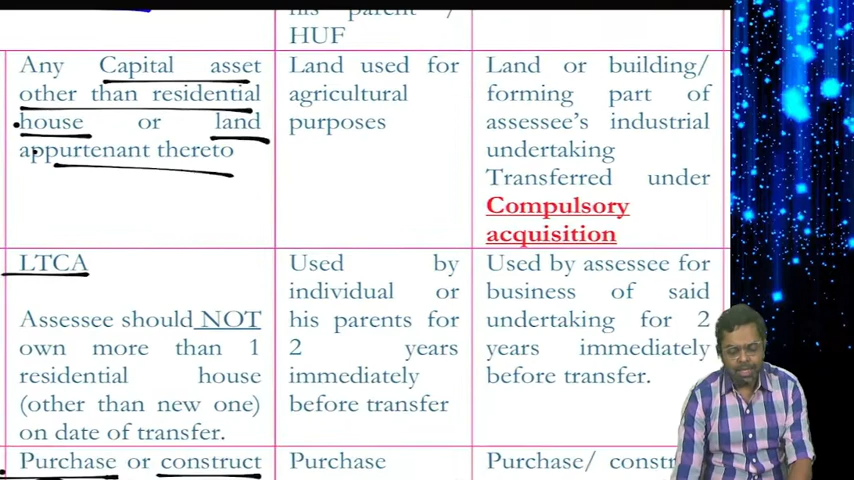 his parent /
HUF
Any Capital asset
other than residential
house or land
appurtenant thereto
Land used for
agricultural
purposes
Land or building/
forming part of
assessee's industrial
undertaking
Transferred under
Compulsory
acquisition
LTCA
Assessee should NOT
own more than 1
residential house
(other than new one)
on date of transfer.
Used by
individual or
his parents for
2 years
immediately
before transfer
Used by assessee for
business of said
undertaking for 2
years immediately
before transfer.
Purchase or construct
Purchase
Purchase/